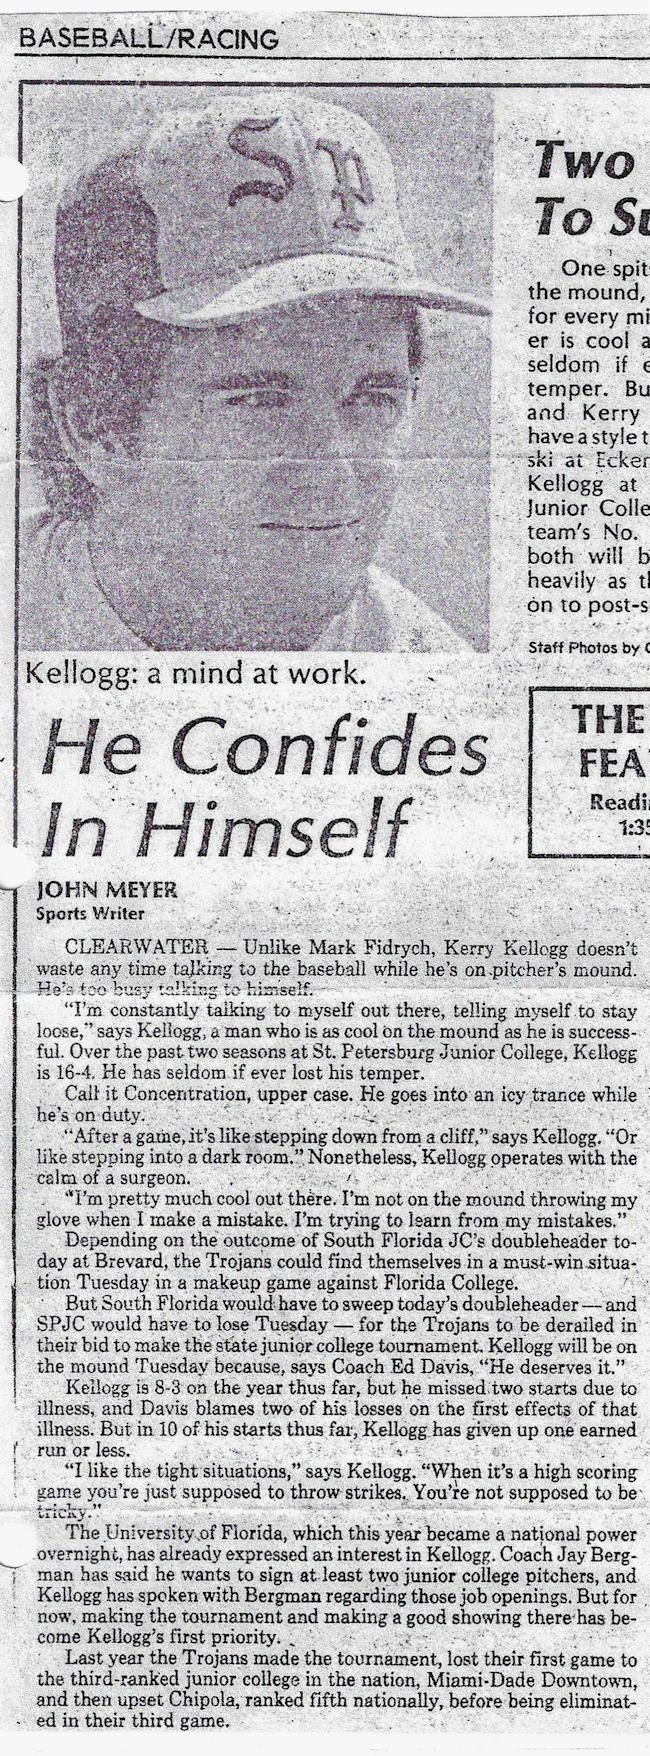 BASEBALL/RACING
S P
Kellogg: a mind at work.
He Confides
In Himself
JOHN MEYER
Sports Writer
CLEARWATER — Unlike Mark Fidrych, Kerry Kellogg doesn't
waste any time talking to the baseball while he's on pitcher's mound.
He's too busy talking to himself.
"I'm constantly talking to myself out there, telling myself to stay
loose," says Kellogg, a man who is as cool on the mound as he is success-
ful. Over the past two seasons at St. Petersburg Junior College, Kellogg
is 16-4. He has seldom if ever lost his temper.
Call it Concentration, upper case. He goes into an icy trance while
he's on duty.
"After a game, it's like stepping down from a cliff," says Kellogg. "Or
like stepping into a dark room." Nonetheless, Kellogg operates with the
calm of a surgeon.
"I'm pretty much cool out there. I'm not on the mound throwing my
glove when I make a mistake. I'm trying to learn from my mistakes."
Depending on the outcome of South Florida JC's doubleheader to-
day at Brevard, the Trojans could find themselves in a must-win situa-
tion Tuesday in a makeup game against Florida College.
But South Florida would have to sweep today's doubleheader — and
SPJC would have to lose Tuesday — for the Trojans to be derailed in
their bid to make the state junior college tournament. Kellogg will be on
the mound Tuesday because, says Coach Ed Davis, "He deserves it."
Kellogg is 8-3 on the year thus far, but he missed two starts due to
illness, and Davis blames two of his losses on the first effects of that
illness. But in 10 of his starts thus far, Kellogg has given up one earned
run or less.
"I like the tight situations," says Kellogg. "When it's a high scoring
game you're just supposed to throw strikes. You're not supposed to be
tricky."
The University of Florida, which this year became a national power
overnight, has already expressed an interest in Kellogg. Coach Jay Berg-
man has said he wants to sign at least two junior college pitchers, and
Kellogg has spoken with Bergman regarding those job openings. But for
now, making the tournament and making a good showing there has be-
come Kellogg's first priority.
Last year the Trojans made the tournament, lost their first game to
the third-ranked junior college in the nation, Miami-Dade Downtown,
and then upset Chipola, ranked fifth nationally, before being eliminat-
ed in their third game.
Two
To Su
One spit
the mound,
for every mi
er is cool a
seldom if e
temper. Bu
and Kerry
have a style t
ski at Ecker
Kellogg at
Junior Colle
team's No.
both will b
heavily as t
on to post-s
Staff Photos by
THE
FEA
Readi
1:35